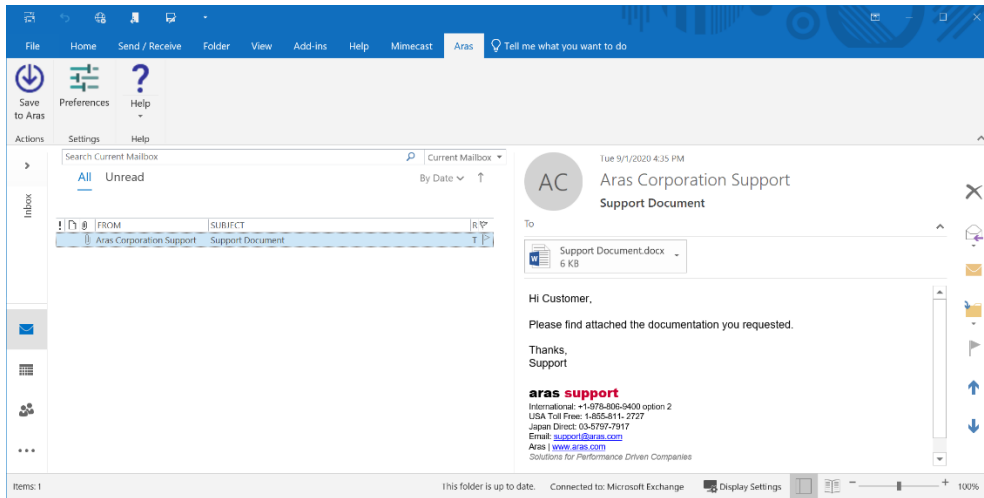 File Home Send / Receive Folder View Add-ins Help Mimecast Aras Tell me what you want to do
Save to Aras
Preferences
Help
Actions Settings Help
Search Current Mailbox Current Mailbox
All Unread By Date
Inbox
! FROM SUBJECT R
Aras Corporation Support Support Document T
Tue 9/1/2020 4:35 PM
AC
Aras Corporation Support
Support Document
To
Support Document.docx
6 KB
Hi Customer,
Please find attached the documentation you requested.
Thanks,
Support
aras support
International: +1-978-806-9400 option 2
USA Toll Free: 1-855-811- 2727
Japan Direct: 03-5797-7917
Email: support@aras.com
Aras | www.aras.com
Solutions for Performance Driven Companies
Items: 1 This folder is up to date. Connected to: Microsoft Exchange Display Settings 100%